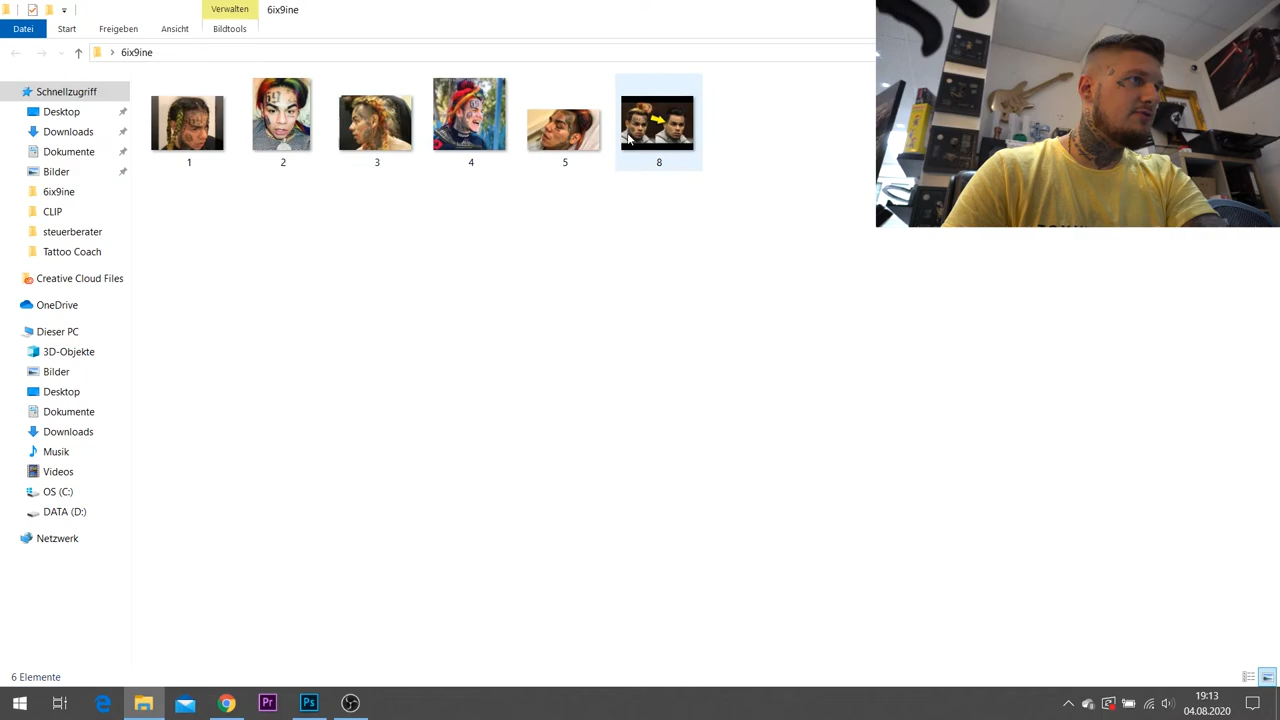 Verwalten
6ix9ine
Datei
Start
Freigeben
Ansicht
Bildtools
6ix9ine
Schnellzugriff
Desktop
Downloads
Dokumente
Bilder
6ix9ine
CLIP
steuerberater
Tattoo Coach
Creative Cloud Files
OneDrive
Dieser PC
3D-Objekte
Bilder
Desktop
Dokumente
Downloads
Musik
Videos
OS (C:)
DATA (D:)
Netzwerk
1
2
3
4
5
8
6 Elemente
Pr
Ps
19:13
04.08.2020